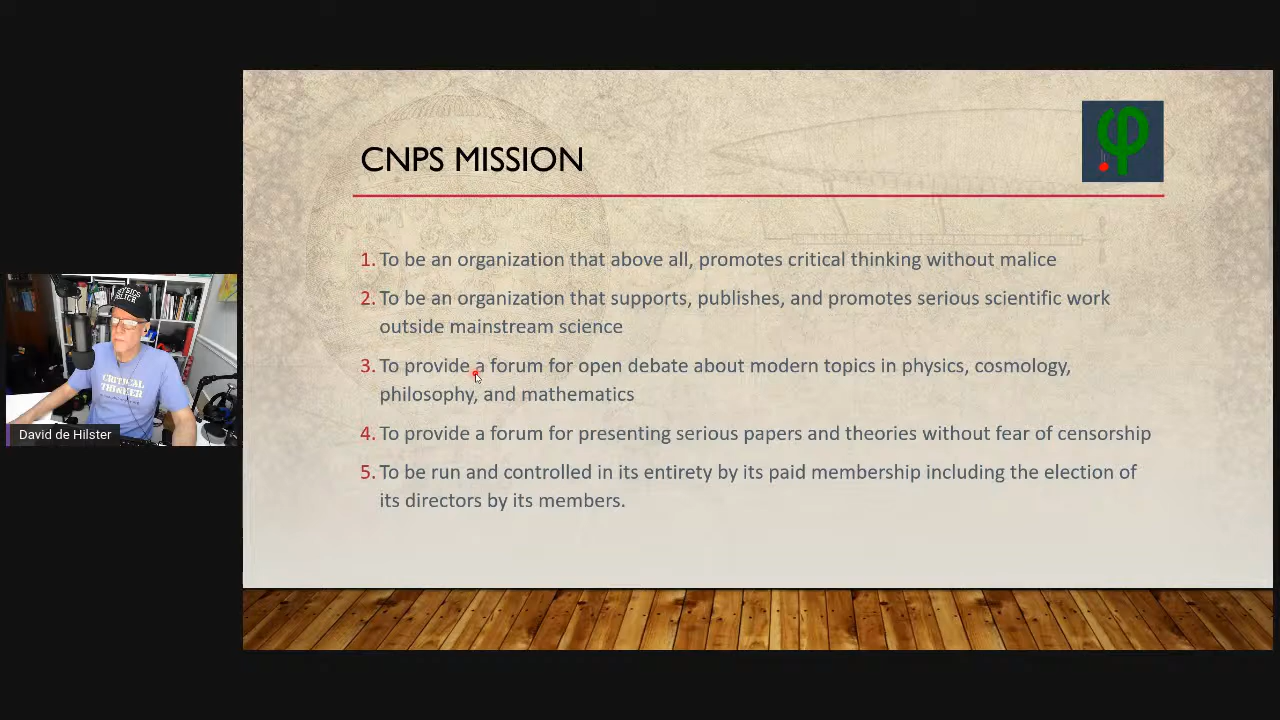 CNPS MISSION
1. To be an organization that above all, promotes critical thinking without malice
2. To be an organization that supports, publishes, and promotes serious scientific work
outside mainstream science
3. To provide a forum for open debate about modern topics in physics, cosmology,
philosophy, and mathematics
4. To provide a forum for presenting serious papers and theories without fear of censorship
5. To be run and controlled in its entirety by its paid membership including the election of
its directors by its members.
CRITICAL
THINKER
David de Hilster